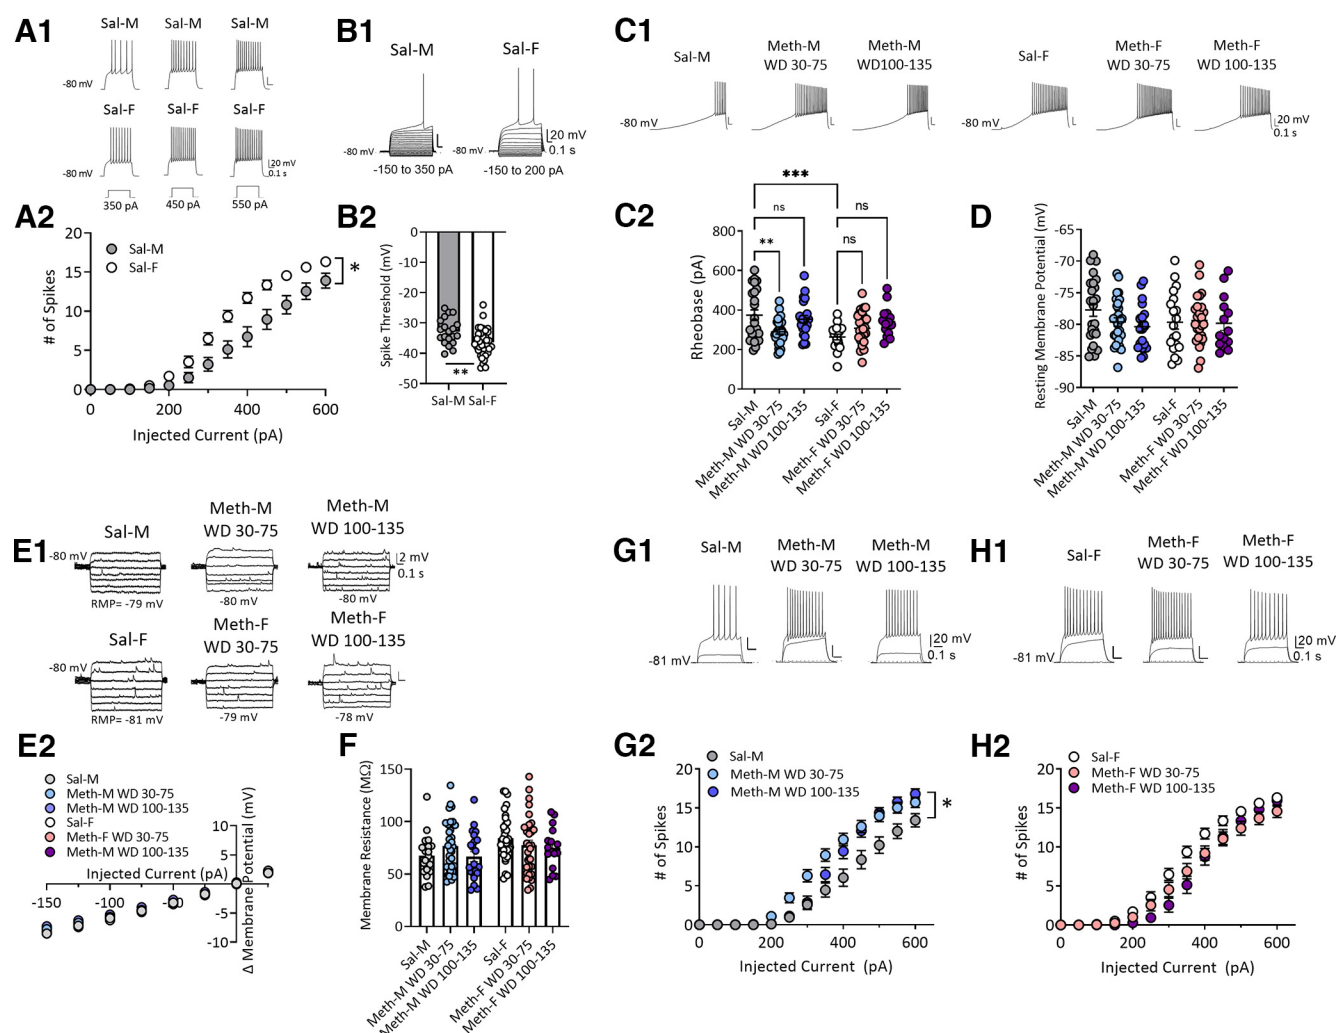 A1
Sal-M Sal-M Sal-M
-80 mV
Sal-F Sal-F Sal-F
-80 mV
20 mV
0.1 s
350 pA 450 pA 550 pA
B1
Sal-M Sal-F
-80 mV -80 mV
20 mV
0.1 s
-150 to 350 pA -150 to 200 pA
C1
Sal-M Meth-M WD 30-75 Meth-M WD100-135
-80 mV
Sal-F Meth-F WD 30-75 Meth-F WD 100-135
-80 mV
20 mV
0.1 s
A2
# of Spikes
20
15
10
5
0
Sal-M
Sal-F
*
0 200 400 600
Injected Current (pA)
B2
Spike Threshold (mV)
0
-10
-20
-30
-40
-50
**
Sal-M Sal-F
C2
Rheobase (pA)
800
600
400
200
0
***
ns
**
ns
ns
Sal-M
Meth-M WD 30-75
Meth-M WD 100-135
Sal-F
Meth-F WD 30-75
Meth-F WD 100-135
D
Resting Membrane Potential (mV)
-65
-70
-75
-80
-85
-90
Sal-M
Meth-M WD 30-75
Meth-M WD 100-135
Sal-F
Meth-F WD 30-75
Meth-F WD 100-135
E1
Sal-M
Meth-M
WD 30-75
Meth-M
WD 100-135
-80 mV
2 mV
0.1 s
RMP= -79 mV -80 mV -80 mV
Sal-F
Meth-F
WD 30-75
Meth-F
WD 100-135
-80 mV
RMP= -81 mV -79 mV -78 mV
E2
Sal-M
Meth-M WD 30-75
Meth-M WD 100-135
Sal-F
Meth-F WD 30-75
Meth-M WD 100-135
Injected Current (pA)
-150 -100 -50
10
5
0
-5
-10
Δ Membrane Potential (mV)
F
Membrane Resistance (MΩ)
150
100
50
0
Sal-M
Meth-M WD 30-75
Meth-M WD 100-135
Sal-F
Meth-F WD 30-75
Meth-F WD 100-135
G1
Sal-M
Meth-M
WD 30-75
Meth-M
WD 100-135
-81 mV
20 mV
0.1 s
H1
Sal-F
Meth-F
WD 30-75
Meth-F
WD 100-135
-81 mV
20 mV
0.1 s
G2
Sal-M
Meth-M WD 30-75
Meth-M WD 100-135
# of Spikes
20
15
10
5
0
*
0 200 400 600
Injected Current (pA)
H2
Sal-F
Meth-F WD 30-75
Meth-F WD 100-135
# of Spikes
20
15
10
5
0
0 200 400 600
Injected Current (pA)